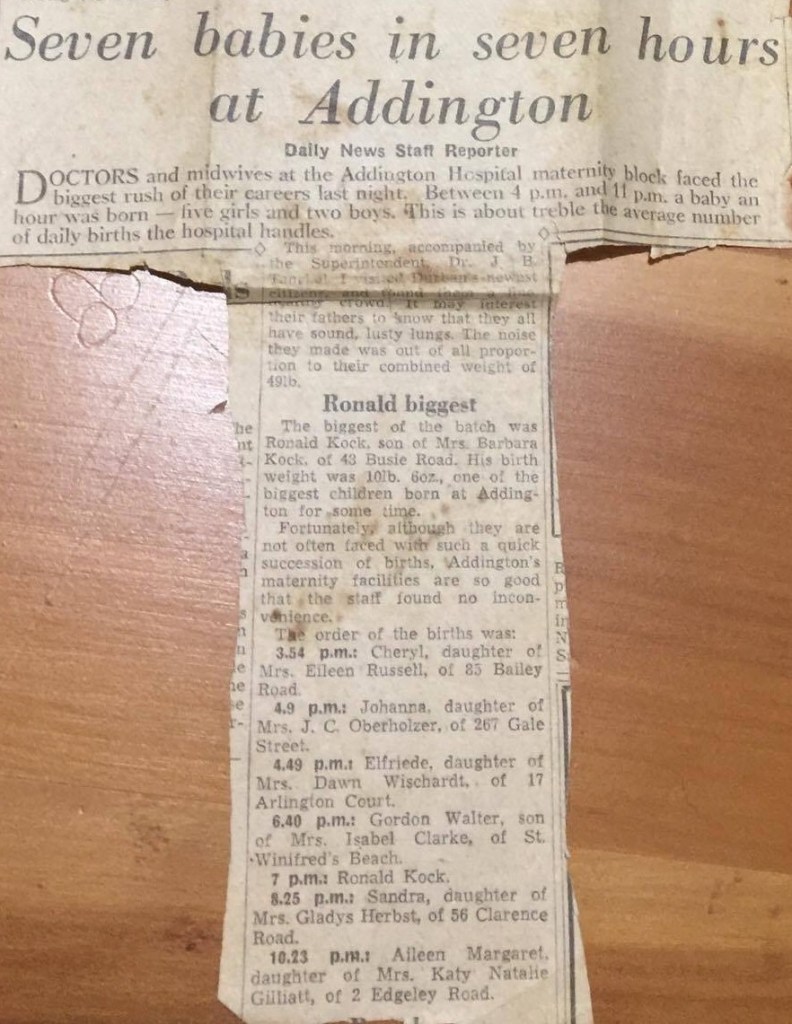 Seven babies in seven hours
at Addington
Daily News Staff Reporter
DOCTORS and midwives at the Addington Hospital maternity block faced the
biggest rush of their careers last night. Between 4 p.m. and 11 p.m. a baby an
hour was born — five girls and two boys. This is about treble the average number
of daily births the hospital handles.
This morning, accompanied by
the Superintendent, Dr. J. B.
I visited Durban's newest
citizens, and found them a fine
crowd. It may interest
their fathers to know that they all
have sound, lusty lungs. The noise
they made was out of all propor-
tion to their combined weight of
49lb.
Ronald biggest
The biggest of the batch was
Ronald Kock, son of Mrs. Barbara
Kock, of 43 Busie Road. His birth
weight was 10lb. 6oz., one of the
biggest children born at Adding-
ton for some time.
Fortunately, although they are
not often faced with such a quick
succession of births, Addington's
maternity facilities are so good
that the staff found no incon-
venience.
The order of the births was:
3.54 p.m.: Cheryl, daughter of
Mrs. Eileen Russell, of 85 Bailey
Road.
4.9 p.m.: Johanna, daughter of
Mrs. J. C. Oberholzer, of 267 Gale
Street.
4.49 p.m.: Elfriede, daughter of
Mrs. Dawn Wischardt, of 17
Arlington Court.
6.40 p.m.: Gordon Walter, son
of Mrs. Isabel Clarke, of St.
Winifred's Beach.
7 p.m.: Ronald Kock.
8.25 p.m.: Sandra, daughter of
Mrs. Gladys Herbst, of 56 Clarence
Road.
10.23 p.m.: Aileen Margaret,
daughter of Mrs. Katy Natalie
Gilliatt, of 2 Edgeley Road.